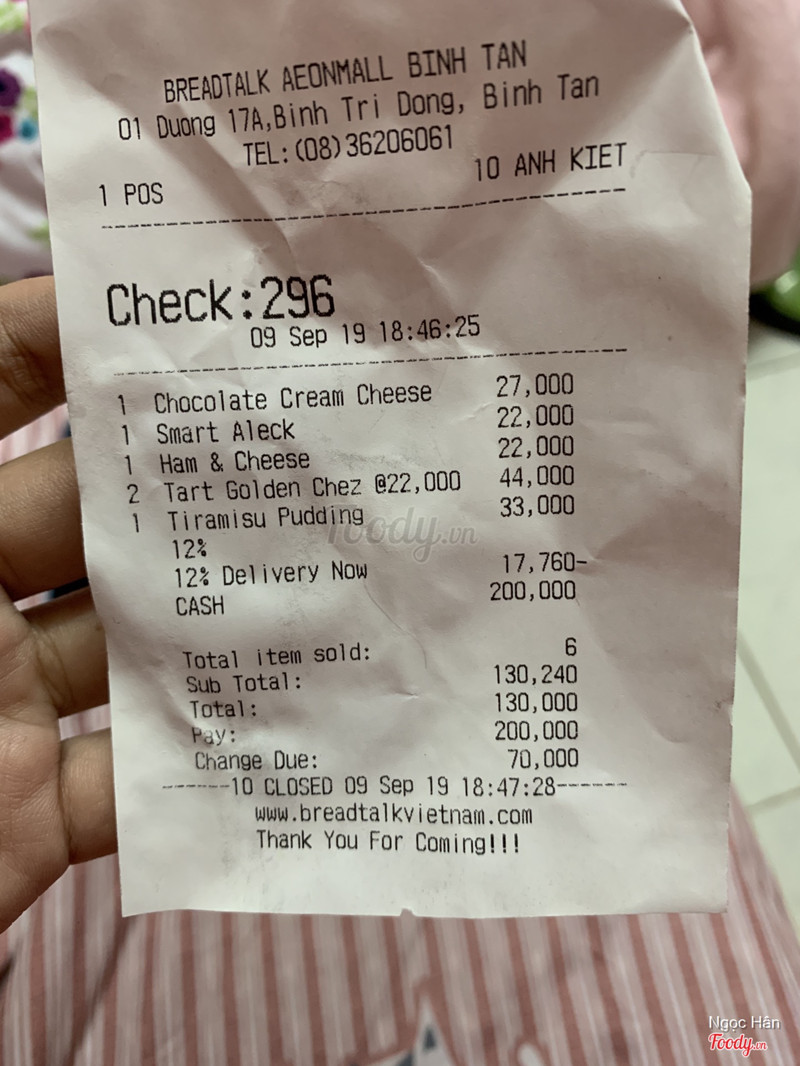 BREADTALK AEONMALL BINH TAN
01 Duong 17A,Binh Tri Dong, Binh Tan
TEL:(08)36206061
1 POS 10 ANH KIET
Check:296
09 Sep 19 18:46:25
1 Chocolate Cream Cheese 27,000
1 Smart Aleck 22,000
1 Ham & Cheese 22,000
2 Tart Golden Chez @22,000 44,000
1 Tiramisu Pudding 33,000
12%
12% Delivery Now 17,760-
CASH 200,000
Total item sold: 6
Sub Total: 130,240
Total: 130,000
Pay: 200,000
Change Due: 70,000
------10 CLOSED 09 Sep 19 18:47:28------
www.breadtalkvietnam.com
Thank You For Coming!!!
foody.vn
Ngọc Hân
Foody.vn